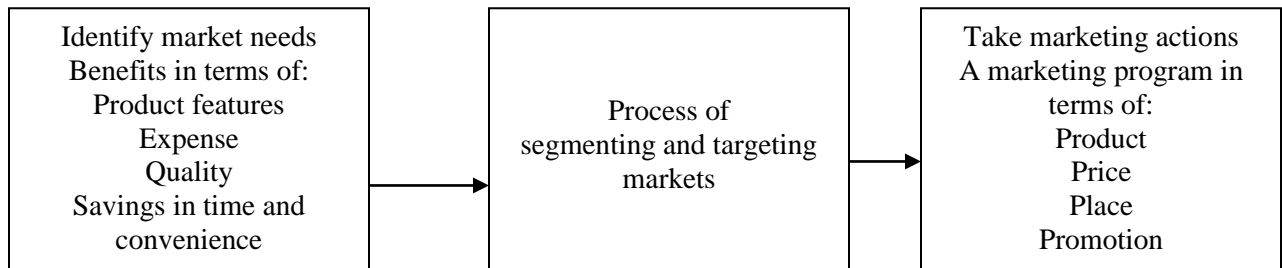 Identify market needs
Benefits in terms of:
Product features
Expense
Quality
Savings in time and
convenience
Process of
segmenting and targeting
markets
Take marketing actions
A marketing program in
terms of:
Product
Price
Place
Promotion